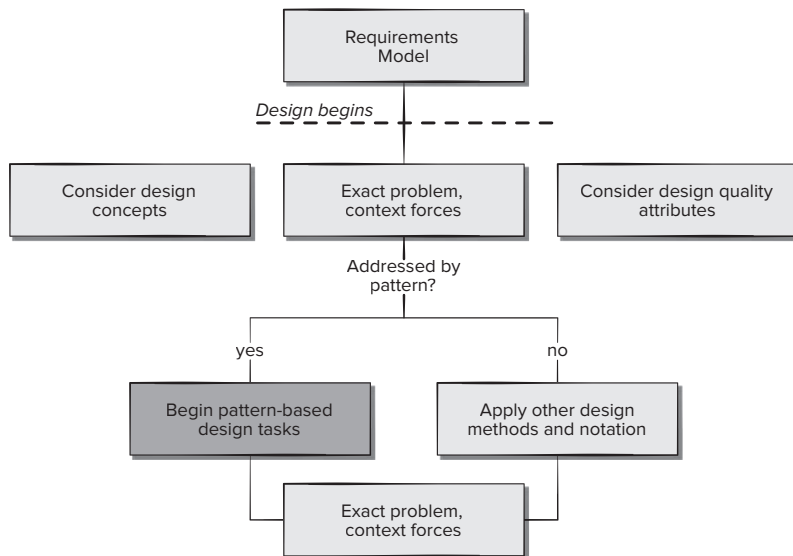 Requirements
Model
Design begins
Consider design
concepts
Exact problem,
context forces
Consider design quality
attributes
Addressed by
pattern?
yes
no
Begin pattern-based
design tasks
Apply other design
methods and notation
Exact problem,
context forces